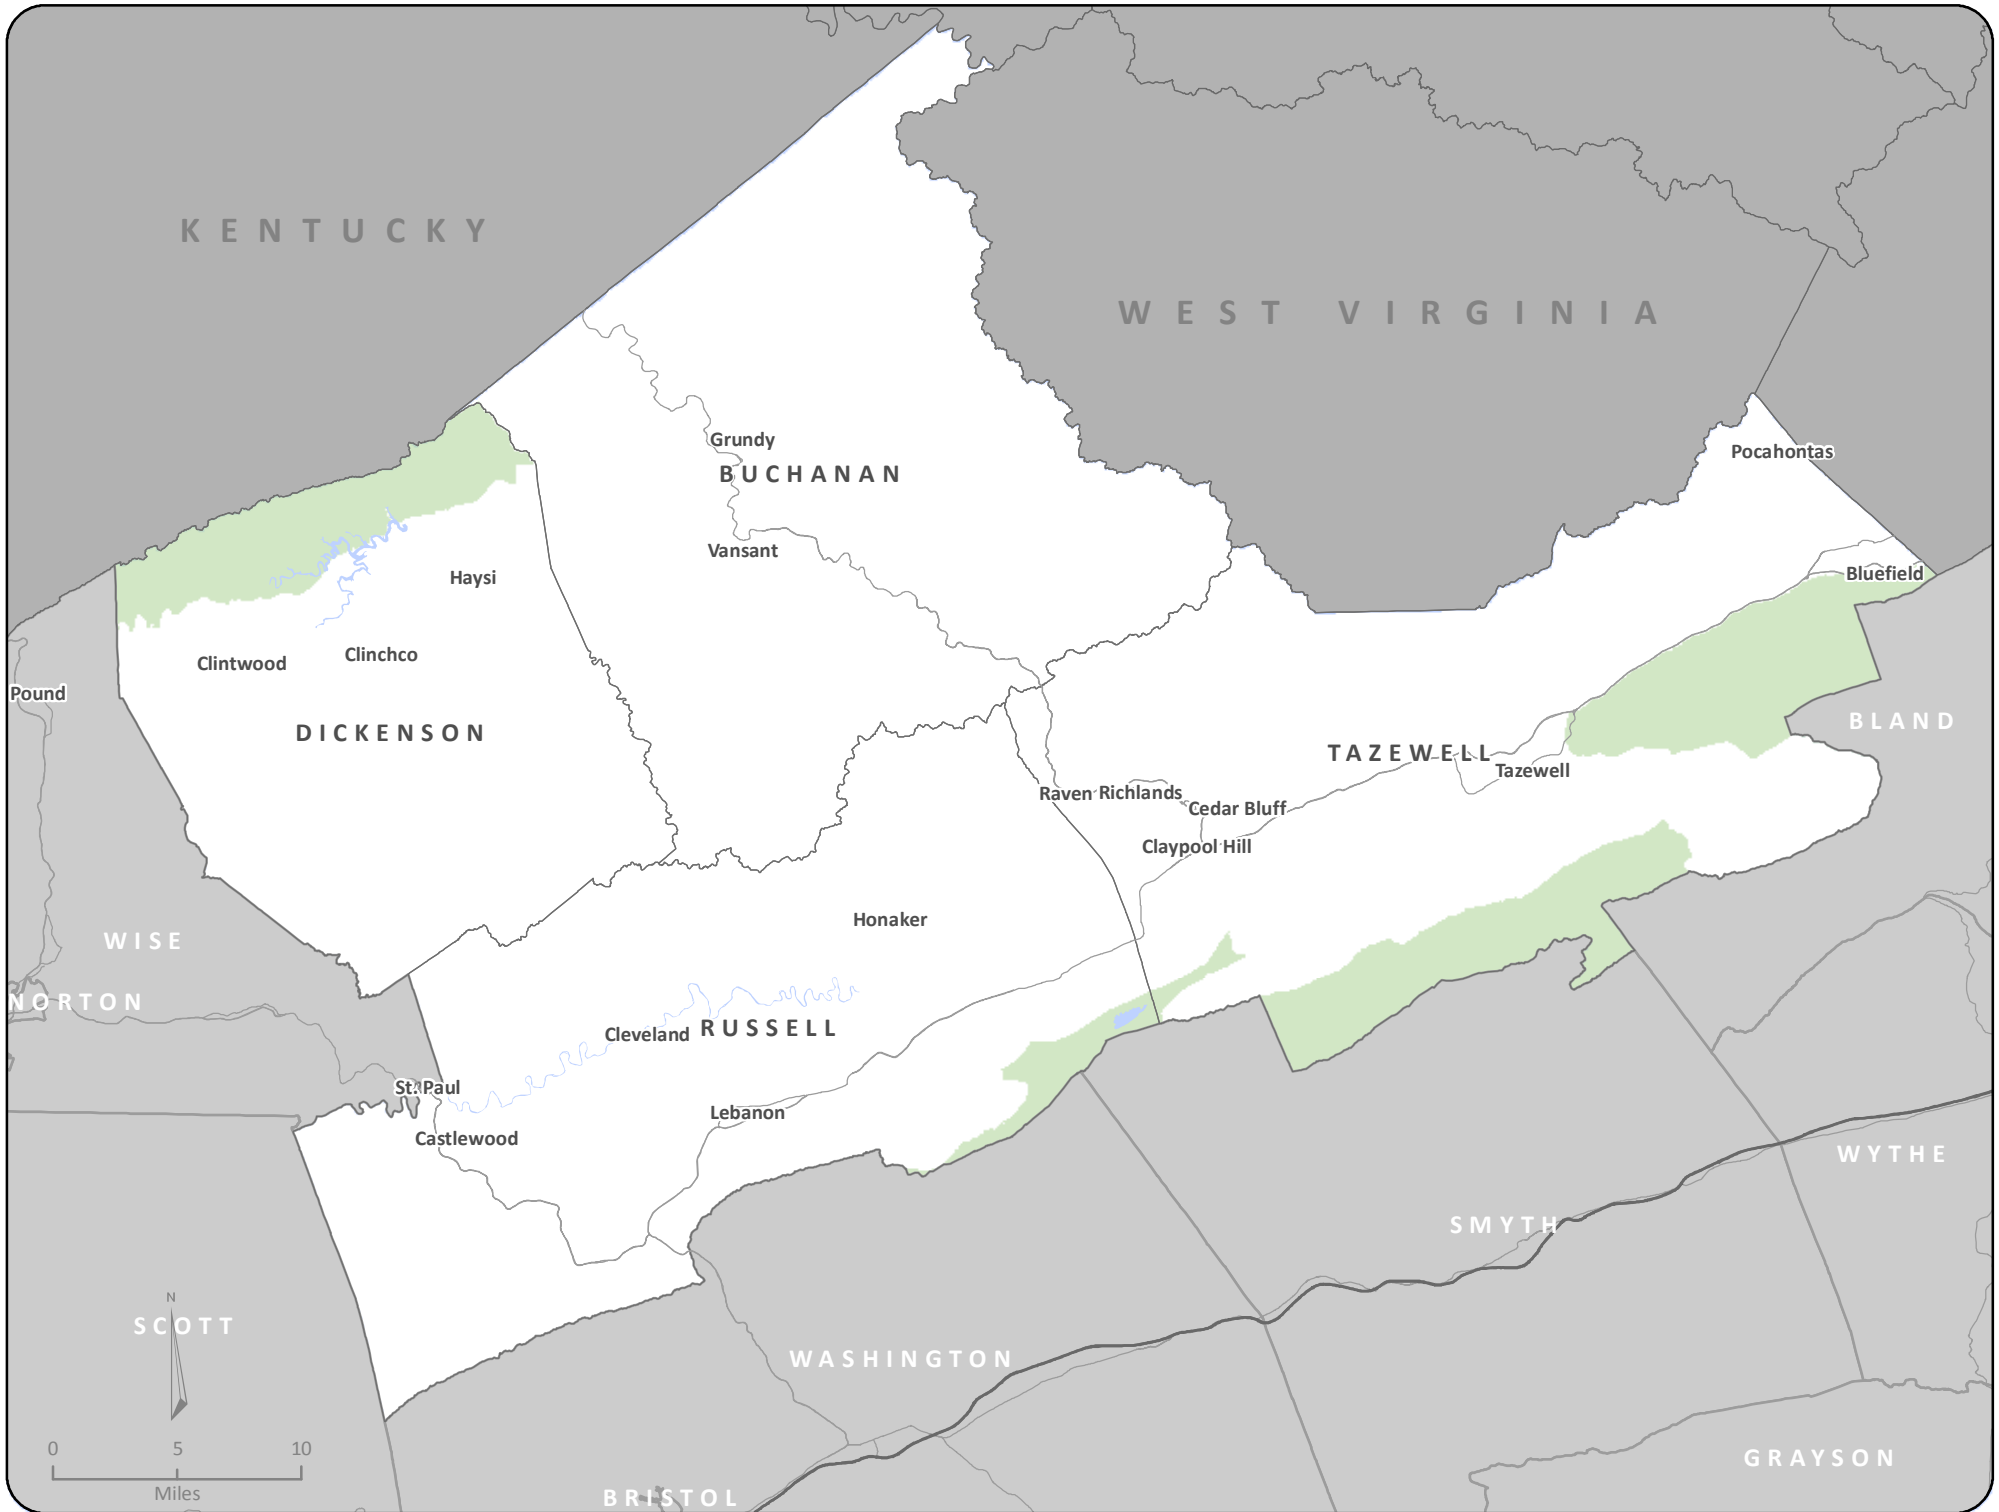 KENTUCKY
WEST VIRGINIA
Grundy
BUCHANAN
Pocahontas
Vansant
Haysi
Bluefield
Clintwood
Clinchco
Pound
BLAND
DICKENSON
TAZEWELL
Tazewell
Raven
Richlands
Cedar Bluff
Claypool Hill
Honaker
WISE
NORTON
Cleveland
RUSSELL
St. Paul
Lebanon
Castlewood
WYTHE
SMYTH
N
SCOTT
WASHINGTON
0 5 10
Miles
GRAYSON
BRISTOL